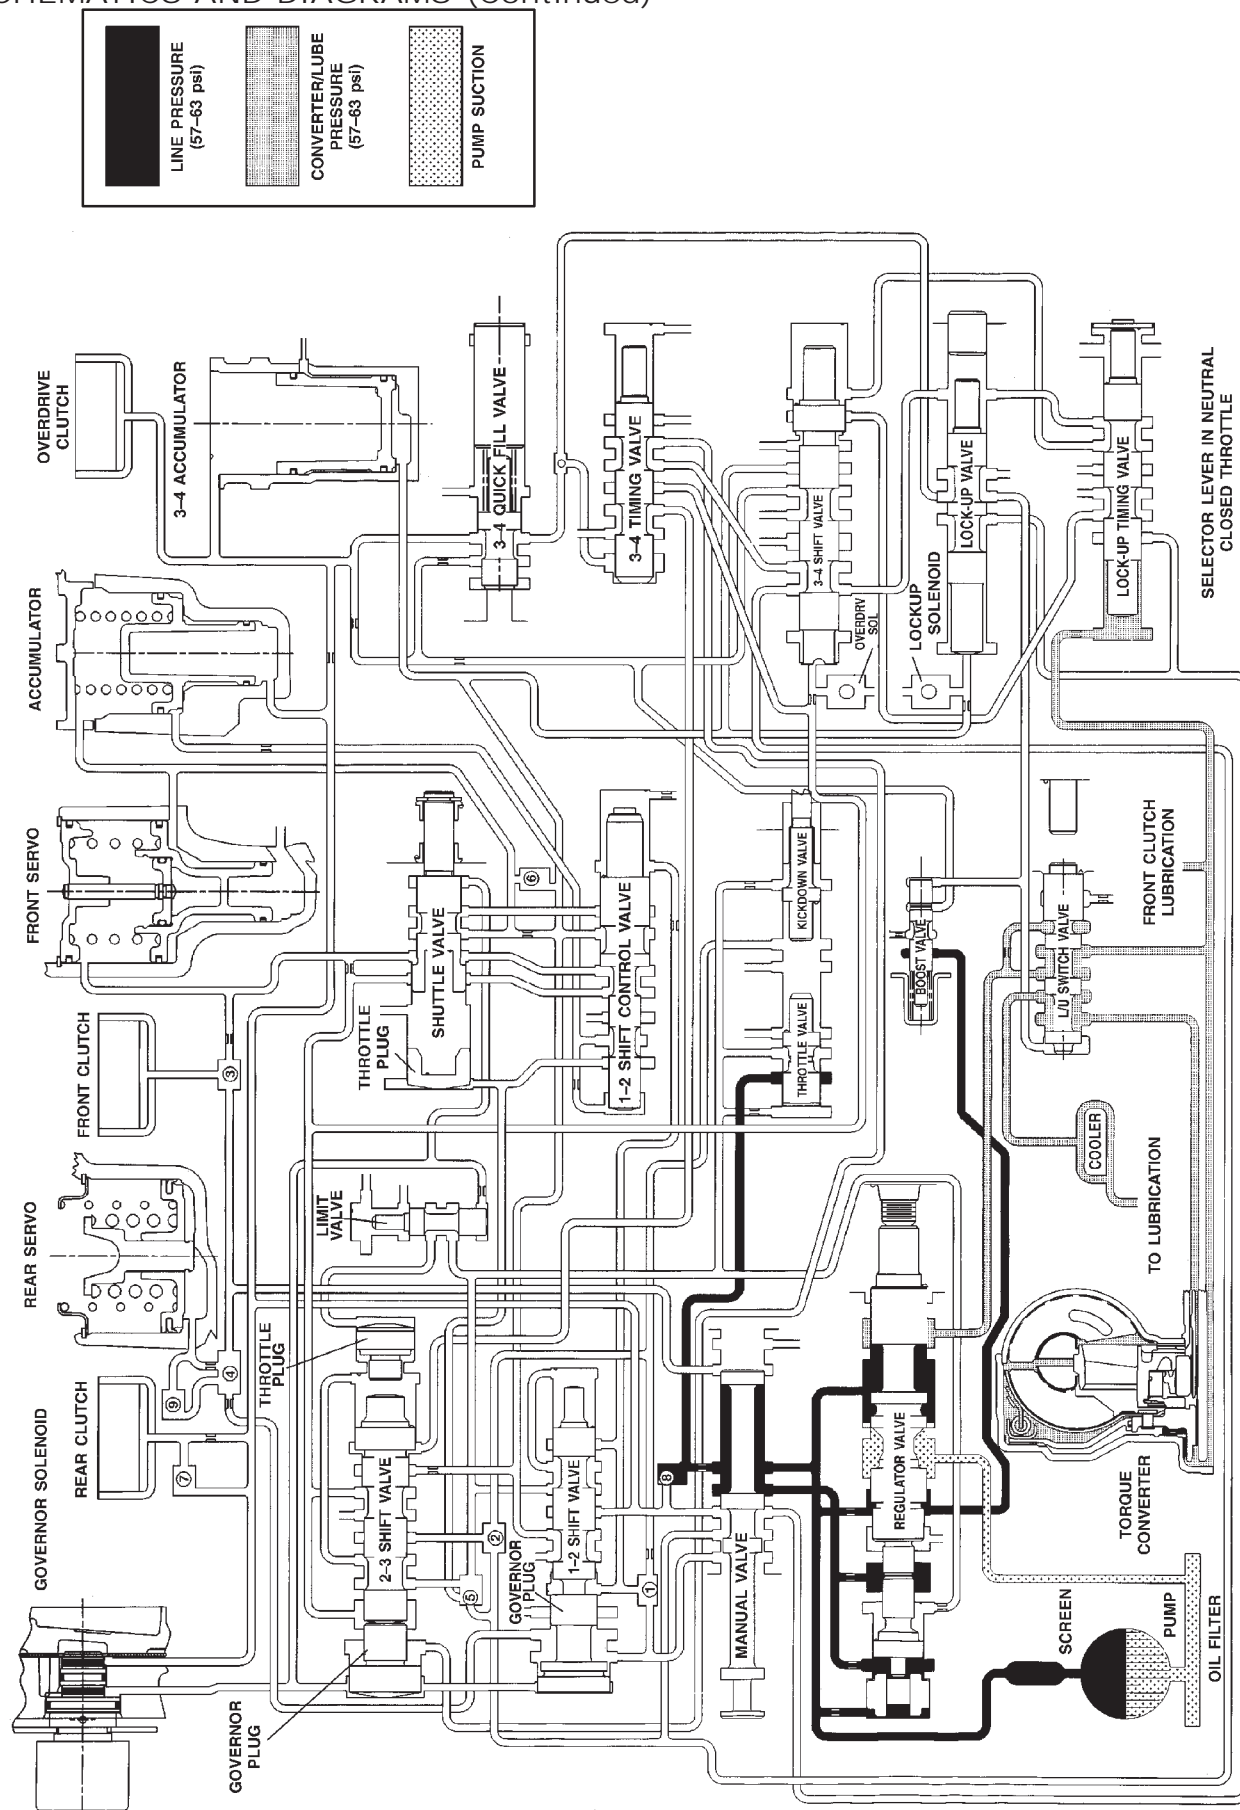 SCHEMATICS AND DIAGRAMS (Continued)
LINE PRESSURE
(57–63 psi)
CONVERTER/LUBE
PRESSURE
(57–63 psi)
PUMP SUCTION
OVERDRIVE
CLUTCH
3–4 ACCUMULATOR
ACCUMULATOR
FRONT SERVO
FRONT CLUTCH
REAR SERVO
REAR CLUTCH
GOVERNOR SOLENOID
3–4 QUICK FILL VALVE
3–4 TIMING VALVE
3–4 SHIFT VALVE
OVERDRV
SOL
LOCKUP
SOLENOID
LOCK-UP VALVE
LOCK-UP TIMING VALVE
SELECTOR LEVER IN NEUTRAL
CLOSED THROTTLE
SHUTTLE VALVE
THROTTLE
PLUG
1–2 SHIFT CONTROL VALVE
KICKDOWN VALVE
THROTTLE VALVE
BOOST VALVE
L/U SWITCH VALVE
FRONT CLUTCH
LUBRICATION
COOLER
TO LUBRICATION
LIMIT
VALVE
THROTTLE
PLUG
2–3 SHIFT VALVE
GOVERNOR
PLUG
1–2 SHIFT VALVE
GOVERNOR
PLUG
MANUAL VALVE
REGULATOR VALVE
TORQUE
CONVERTER
SCREEN
PUMP
OIL FILTER
1
2
3
4
5
6
7
8
9